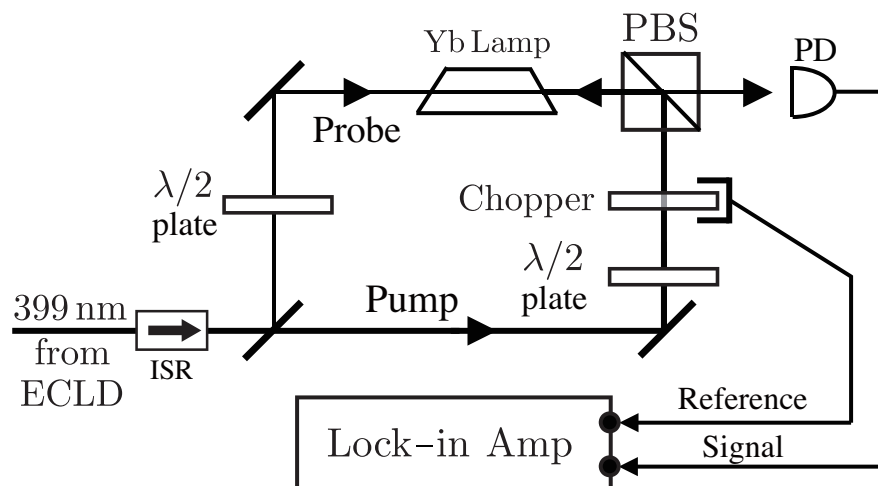 PBS
Yb Lamp
PD
Probe
λ/2
plate
Chopper
λ/2
plate
Pump
399 nm
from
ECLD
ISR
Reference
Lock-in Amp
Signal